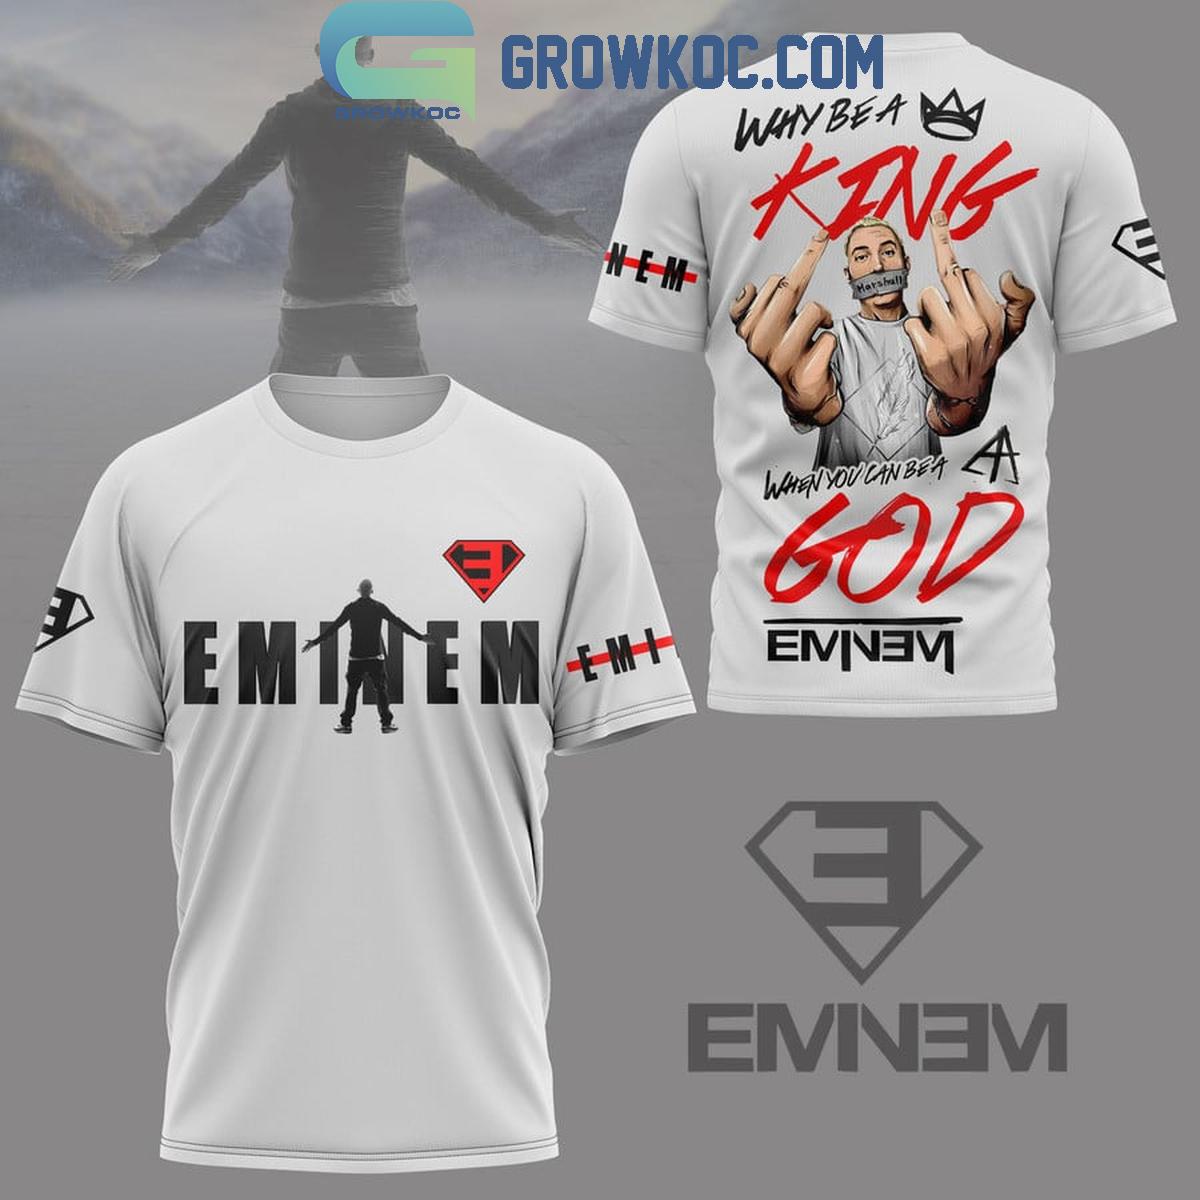 GROWKOC
GROWKOC.COM
WHY BE A
KING
Marshall
WHEN YOU CAN BE A
GOD
EMINEM
NEM
E
E
EMINEM
E
EMI
E
EMINEM